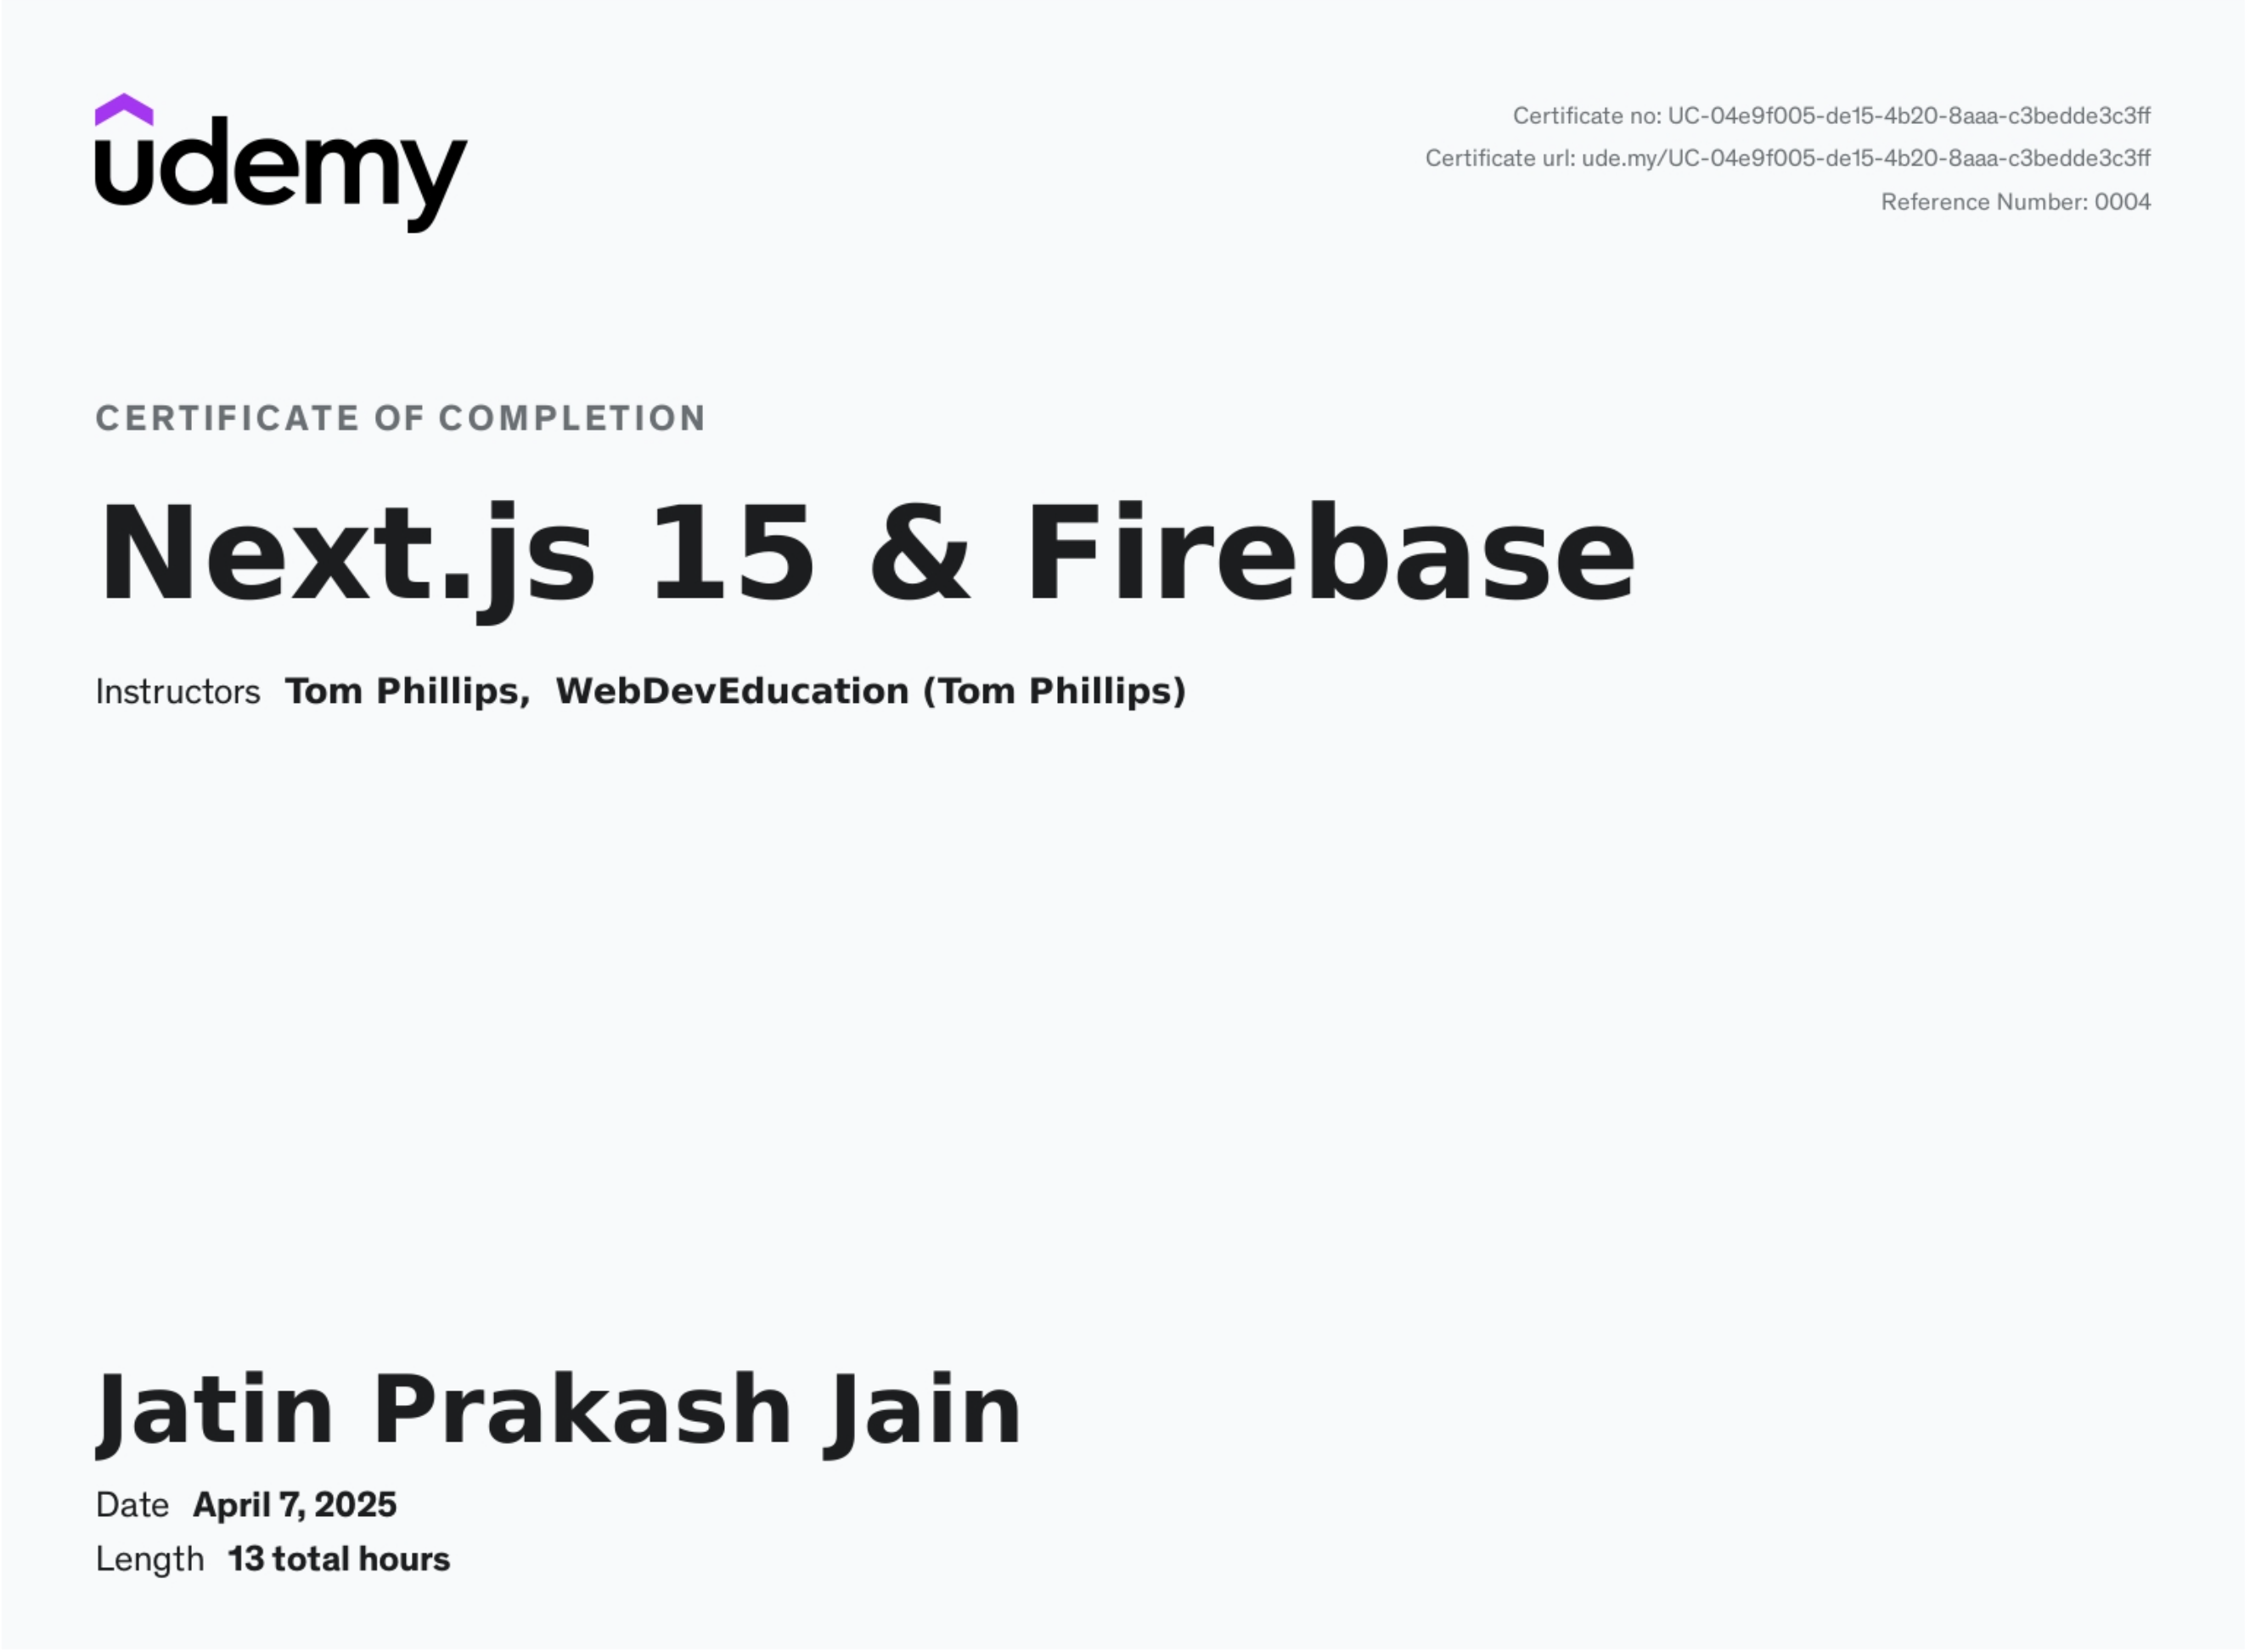 udemy
Certificate no: UC-04e9f005-de15-4b20-8aaa-c3bedde3c3ff
Certificate url: ude.my/UC-04e9f005-de15-4b20-8aaa-c3bedde3c3ff
Reference Number: 0004
CERTIFICATE OF COMPLETION
Next.js 15 & Firebase
Instructors Tom Phillips, WebDevEducation (Tom Phillips)
Jatin Prakash Jain
Date April 7, 2025
Length 13 total hours